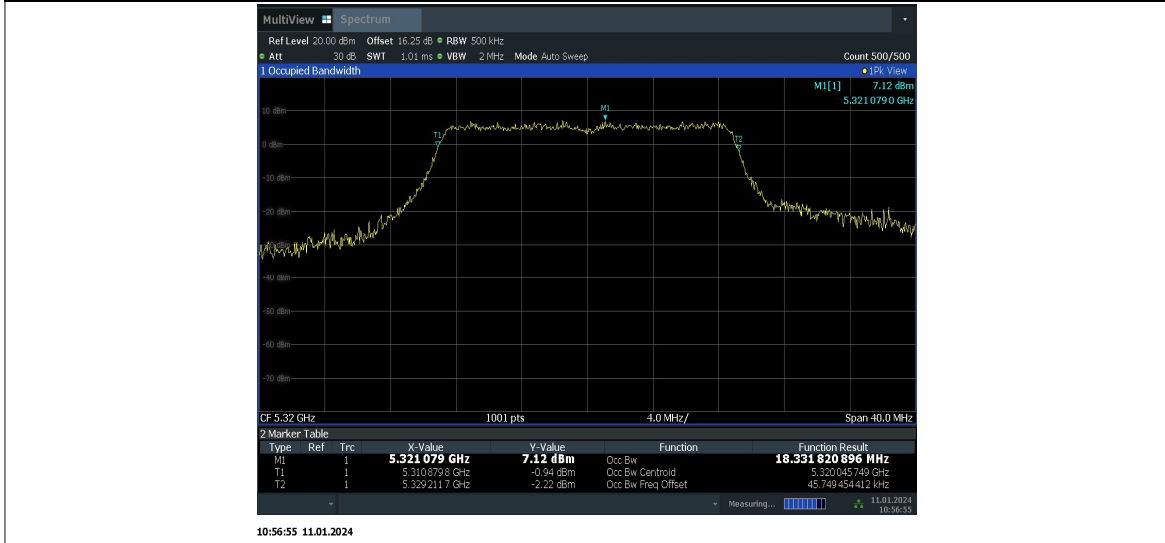 MultiView Spectrum
Ref Level 20.00 dBm Offset 16.25 dB RBW 500 kHz
Att 30 dB SWT 1.01 ms VBW 2 MHz Mode Auto Sweep Count 500/500
1 Occupied Bandwidth 1Pk View
M1[1] 7.12 dBm
5.321 079 0 GHz
M1
10 dBm
T1
T2
0 dBm
-10 dBm
-20 dBm
-40 dBm
-50 dBm
-60 dBm
-70 dBm
CF 5.32 GHz 1001 pts 4.0 MHz/ Span 40.0 MHz
2 Marker Table
Type Ref Trc X-Value Y-Value Function Function Result
M1 1 5.321 079 GHz 7.12 dBm Occ Bw 18.331 820 896 MHz
T1 1 5.310 879 8 GHz -0.94 dBm Occ Bw Centroid 5.320 045 749 GHz
T2 1 5.329 211 7 GHz -2.22 dBm Occ Bw Freq Offset 45.749 454 412 kHz
Measuring... 11.01.2024
10:56:55
10:56:55 11.01.2024